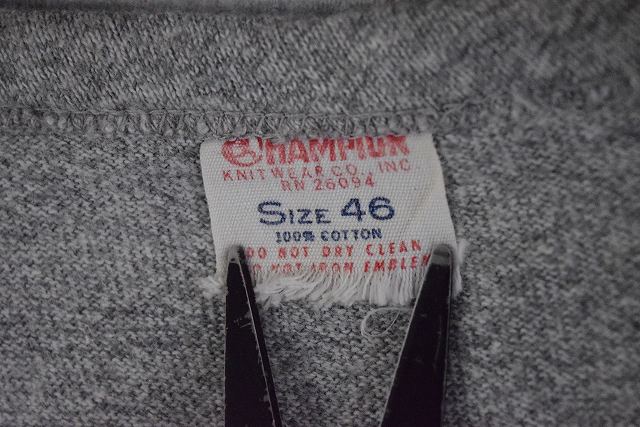 CHAMPION
KNITWEAR CO., INC.
RN 26094
SIZE 46
100% COTTON
DO NOT DRY CLEAN
DO NOT IRON EMBLEM